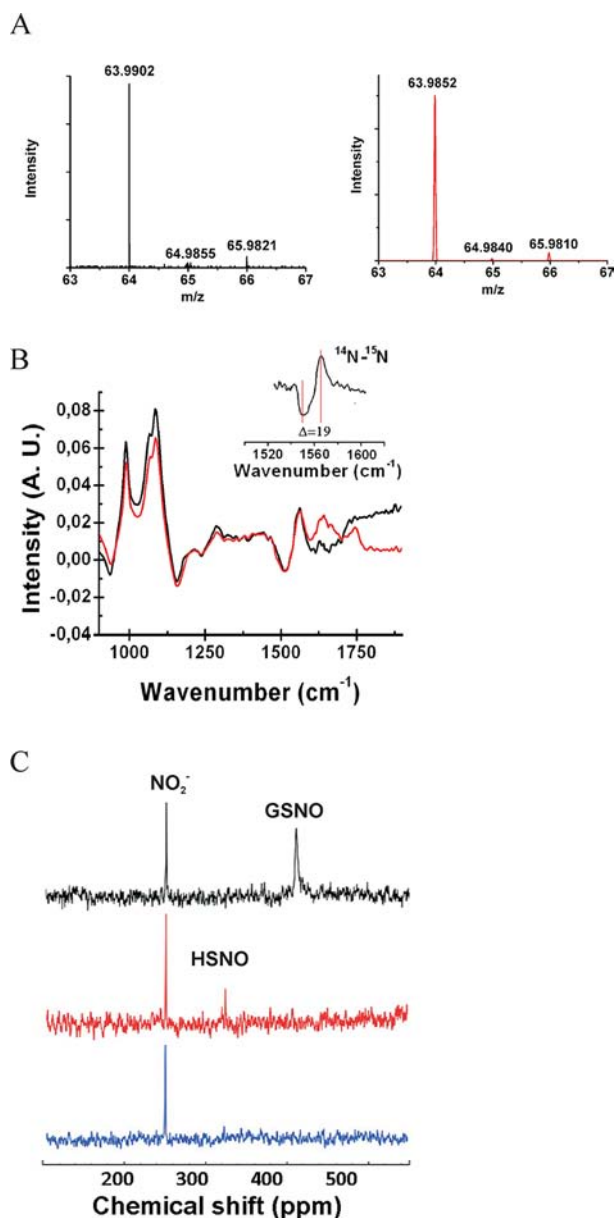 A
63.9902
64.9855
65.9821
Intensity
63 64 65 66 67
m/z
63.9852
64.9840
65.9810
Intensity
63 64 65 66 67
m/z
B
0,08
0,06
0,04
0,02
0,00
-0,02
-0,04
Intensity (A. U.)
1000 1250 1500 1750
Wavenumber (cm⁻¹)
¹⁴N-¹⁵N
Δ=19
1520 1560 1600
Wavenumber (cm⁻¹)
C
NO₂⁻
GSNO
HSNO
200 300 400 500
Chemical shift (ppm)